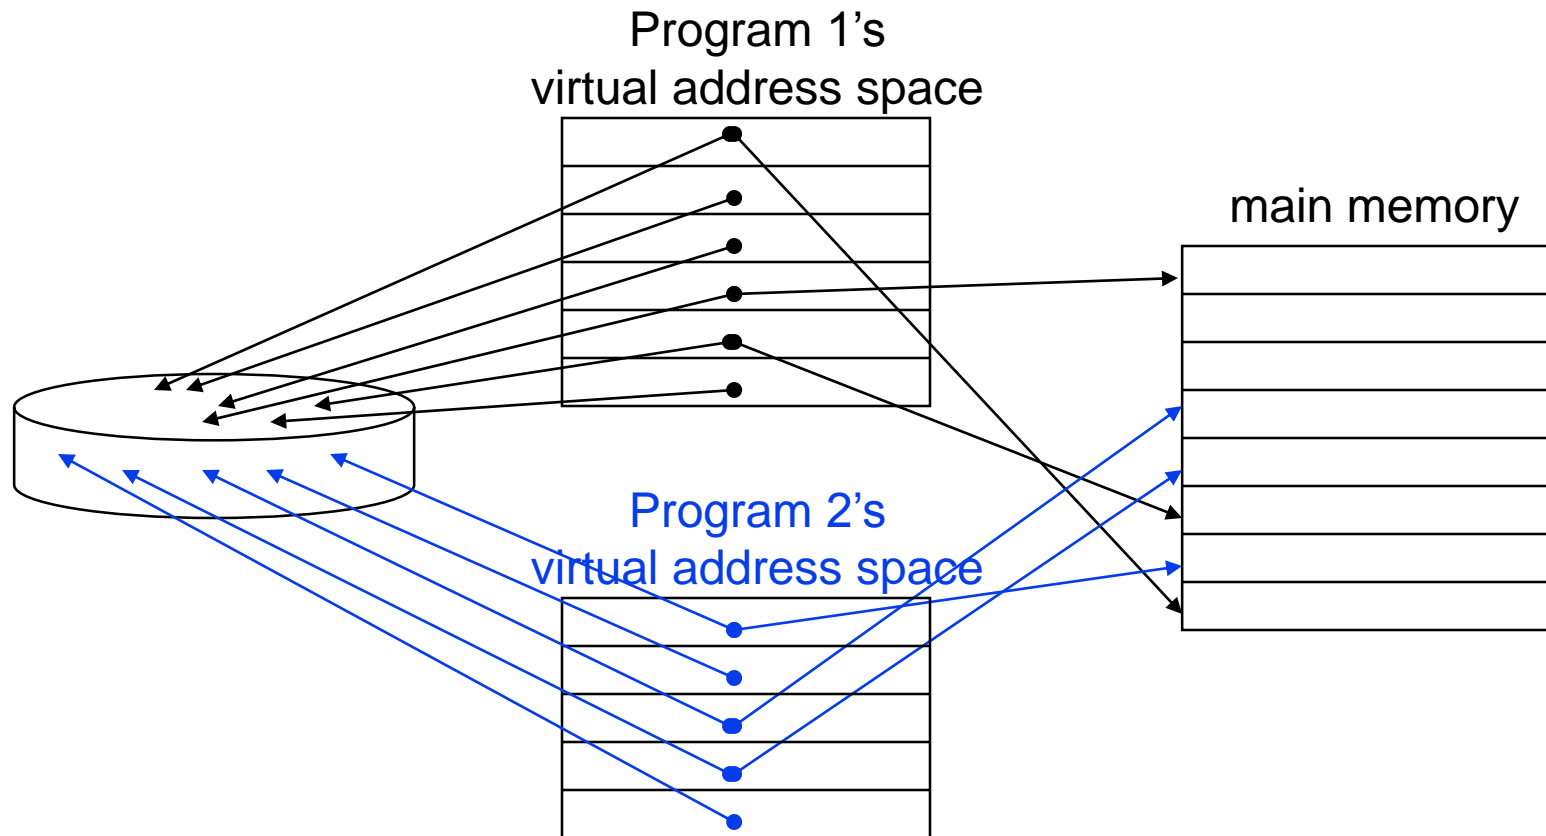 Program 1’s
virtual address space
main memory
Program 2’s
virtual address space